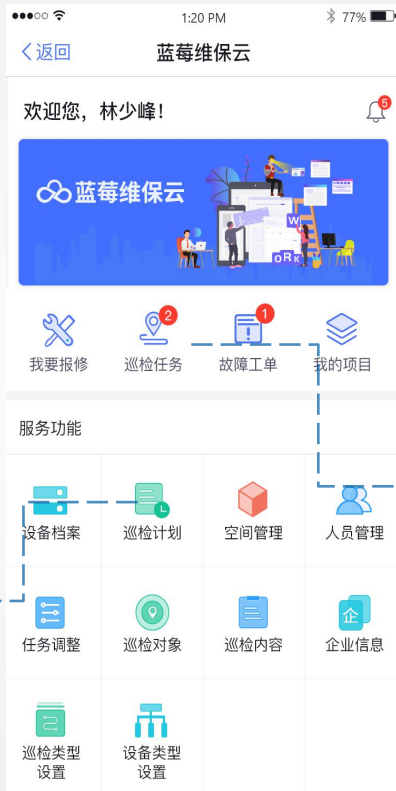 1:20 PM
77%
返回
蓝莓维保云
欢迎您，林少峰！
5
蓝莓维保云
W
ORK
2
1
我要报修
巡检任务
故障工单
我的项目
服务功能
设备档案
巡检计划
空间管理
人员管理
企
任务调整
巡检对象
巡检内容
企业信息
巡检类型
设置
设备类型
设置